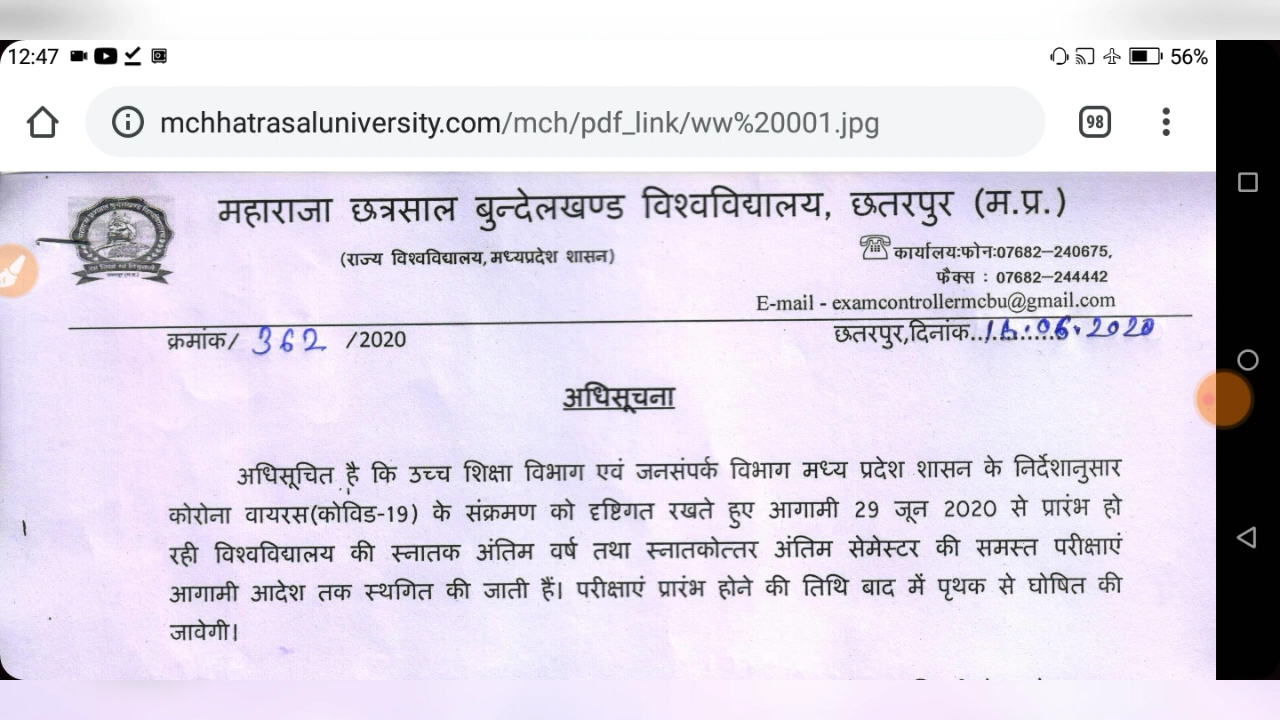 12:47
56%
mchhatrasaluniversity.com/mch/pdf_link/ww%20001.jpg
98
महाराजा छत्रसाल बुन्देलखण्ड विश्वविद्यालय, छतरपुर (म.प्र.)
(राज्य विश्वविद्यालय, मध्यप्रदेश शासन)
कार्यालय:फोन:07682–240675,
फैक्स : 07682–244442
E-mail - examcontrollermcbu@gmail.com
क्रमांक/ 362 /2020
छतरपुर,दिनांक
अधिसूचना
अधिसूचित है कि उच्च शिक्षा विभाग एवं जनसंपर्क विभाग मध्य प्रदेश शासन के निर्देशानुसार
कोरोना वायरस(कोविड-19) के संक्रमण को दृष्टिगत रखते हुए आगामी 29 जून 2020 से प्रारंभ हो
रही विश्वविद्यालय की स्नातक अंतिम वर्ष तथा स्नातकोत्तर अंतिम सेमेस्टर की समस्त परीक्षाएं
आगामी आदेश तक स्थगित की जाती हैं। परीक्षाएं प्रारंभ होने की तिथि बाद में पृथक से घोषित की
जावेगी।